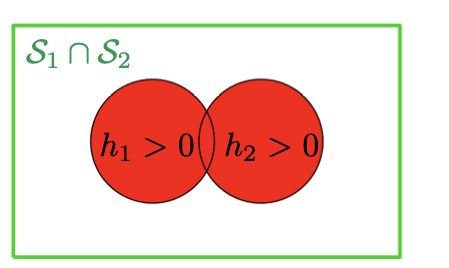 𝒮₁ ∩ 𝒮₂
h₁ > 0
h₂ > 0